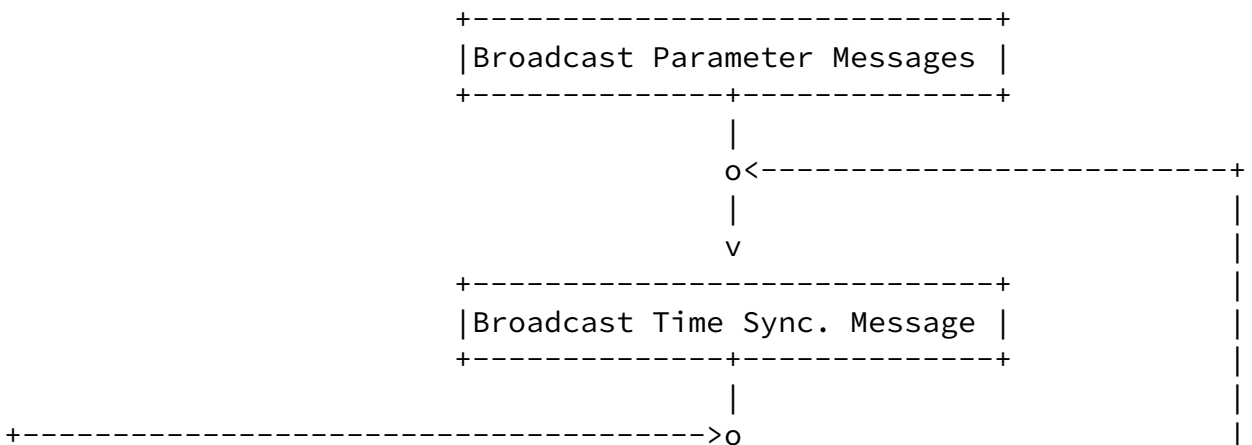 +-----------------------------+
|Broadcast Parameter Messages |
+--------------+--------------+
|
o<--------------------------+
| |
v |
+-----------------------------+ |
|Broadcast Time Sync. Message | |
+--------------+--------------+ |
| |
+-------------------------------------->o |